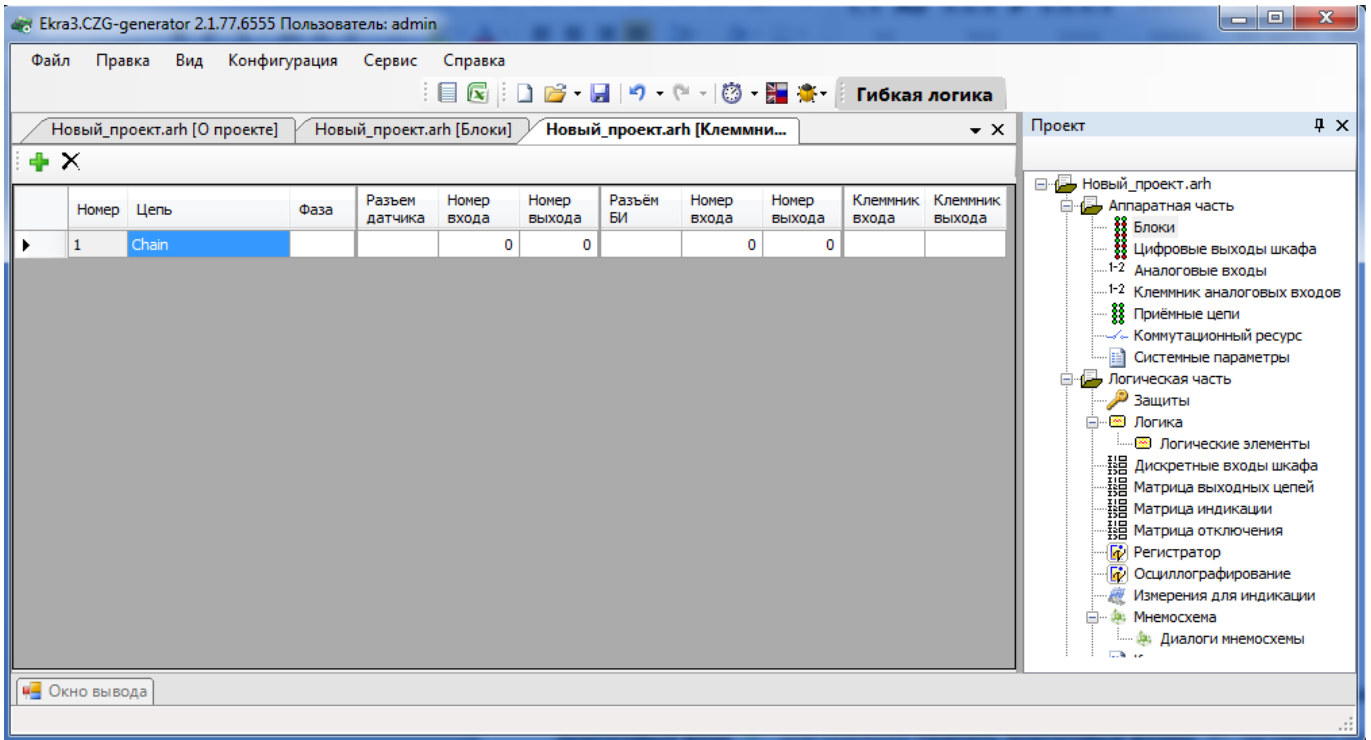 Ekra3.CZG-generator 2.1.77.6555 Пользователь: admin
Файл Правка Вид Конфигурация Сервис Справка
Гибкая логика
Новый_проект.arh [О проекте] Новый_проект.arh [Блоки] Новый_проект.arh [Клеммни...
Номер Цепь Фаза Разъем датчика Номер входа Номер выхода Разъём БИ Номер входа Номер выхода Клеммник входа Клеммник выхода
1 Chain 0 0 0 0
Проект
Новый_проект.arh
Аппаратная часть
Блоки
Цифровые выходы шкафа
1-2 Аналоговые входы
1-2 Клеммник аналоговых входов
Приёмные цепи
Коммутационный ресурс
Системные параметры
Логическая часть
Защиты
Логика
Логические элементы
Дискретные входы шкафа
Матрица выходных цепей
Матрица индикации
Матрица отключения
Регистратор
Осциллографирование
Измерения для индикации
Мнемосхема
Диалоги мнемосхемы
Окно вывода